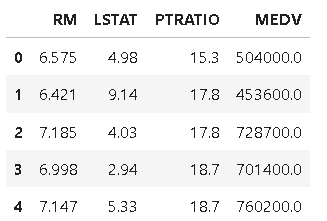 RM LSTAT PTRATIO MEDV
0 6.575 4.98 15.3 504000.0
1 6.421 9.14 17.8 453600.0
2 7.185 4.03 17.8 728700.0
3 6.998 2.94 18.7 701400.0
4 7.147 5.33 18.7 760200.0